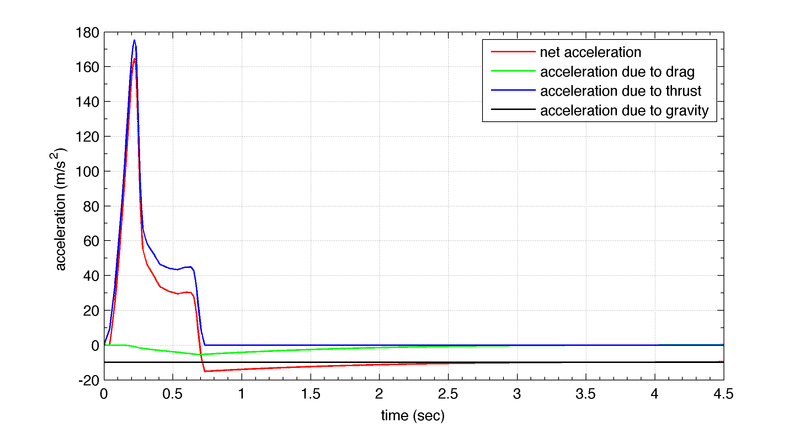 180
160
140
120
100
80
60
40
20
0
-20
acceleration (m/s²)
net acceleration
acceleration due to drag
acceleration due to thrust
acceleration due to gravity
0 0.5 1 1.5 2 2.5 3 3.5 4 4.5
time (sec)